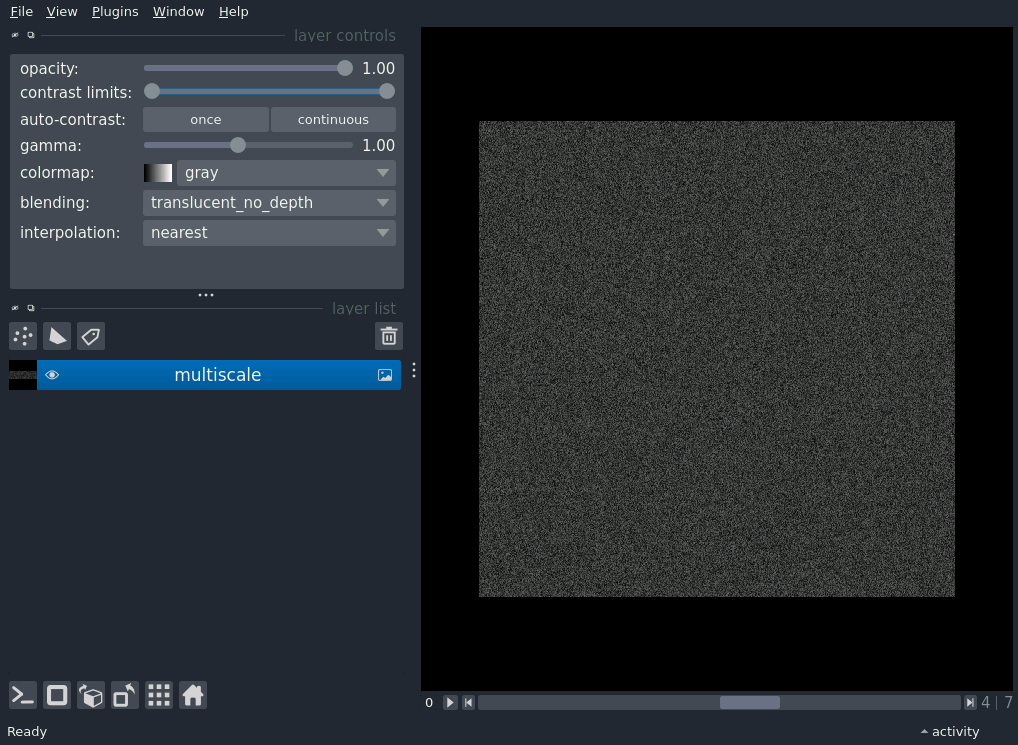 File View Plugins Window Help
layer controls
opacity: 1.00
contrast limits:
auto-contrast: once continuous
gamma: 1.00
colormap: gray
blending: translucent_no_depth
interpolation: nearest
layer list
multiscale
0 4 | 7
Ready activity